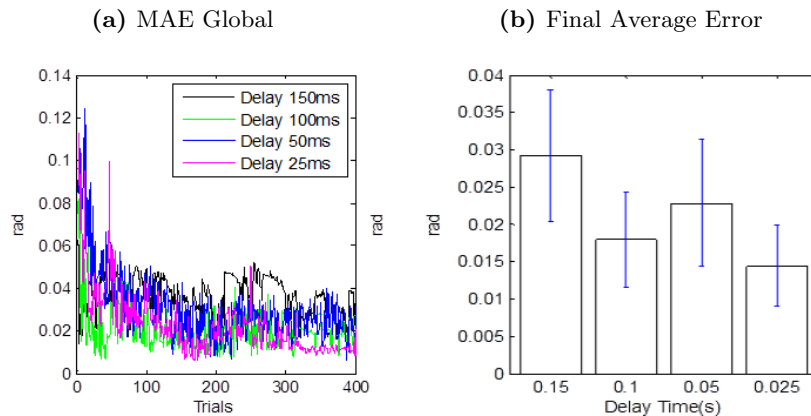 (a) MAE Global
(b) Final Average Error
0.14
0.12
0.1
0.08
0.06
0.04
0.02
0
rad
0
100
200
300
400
Trials
Delay 150ms
Delay 100ms
Delay 50ms
Delay 25ms
rad
0.04
0.035
0.03
0.025
0.02
0.015
0.01
0.005
0
rad
0.15
0.1
0.05
0.025
Delay Time(s)